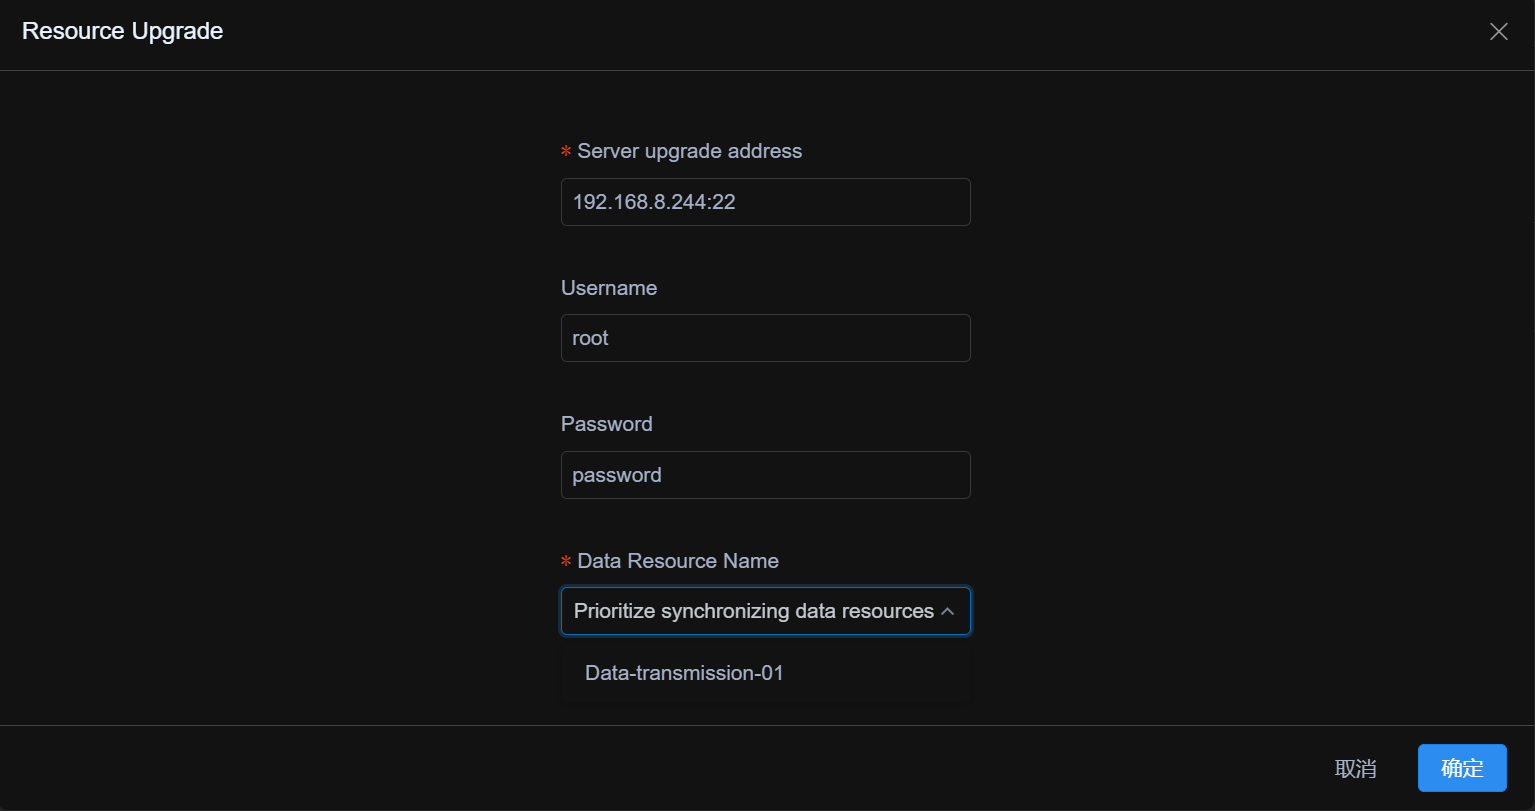 Resource Upgrade
* Server upgrade address
192.168.8.244:22
Username
root
Password
password
* Data Resource Name
Prioritize synchronizing data resources
Data-transmission-01
取消
确定